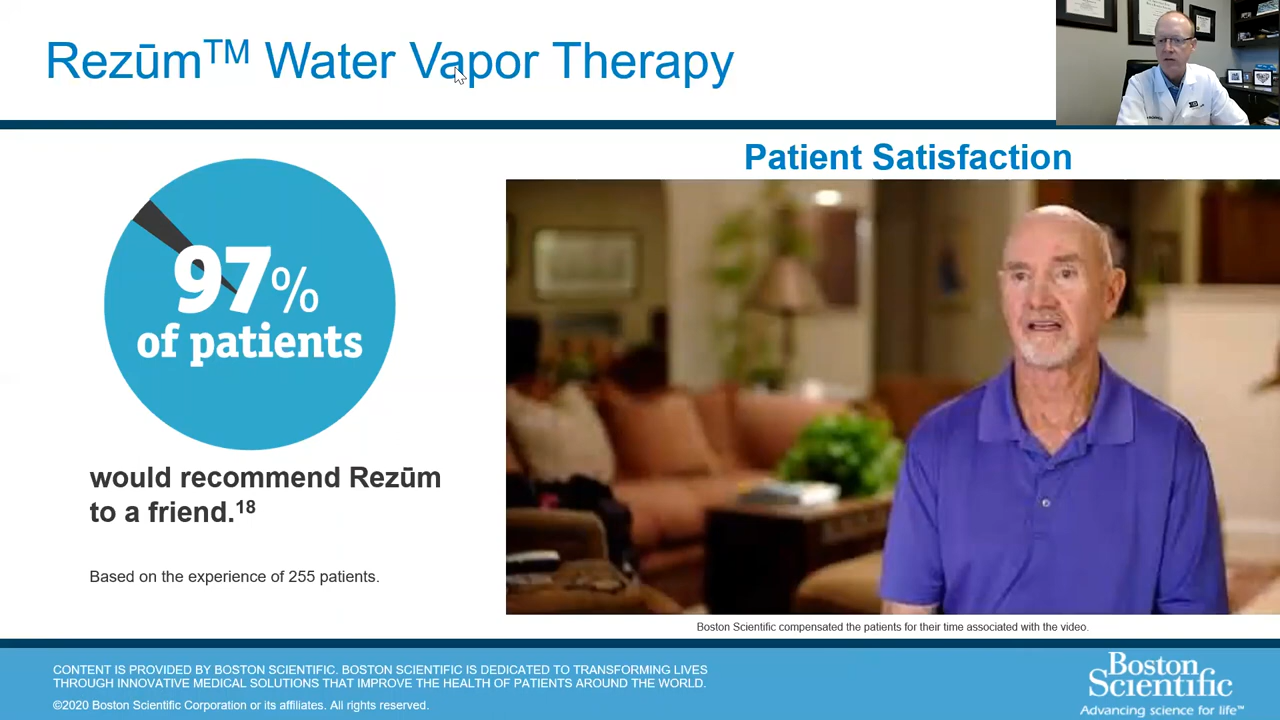 Rezūm™ Water Vapor Therapy
Patient Satisfaction
97%
of patients
would recommend Rezūm
to a friend.18
Based on the experience of 255 patients.
Boston Scientific compensated the patients for their time associated with the video.
CONTENT IS PROVIDED BY BOSTON SCIENTIFIC. BOSTON SCIENTIFIC IS DEDICATED TO TRANSFORMING LIVES
THROUGH INNOVATIVE MEDICAL SOLUTIONS THAT IMPROVE THE HEALTH OF PATIENTS AROUND THE WORLD.
©2020 Boston Scientific Corporation or its affiliates. All rights reserved.
Boston
Scientific
Advancing science for life™